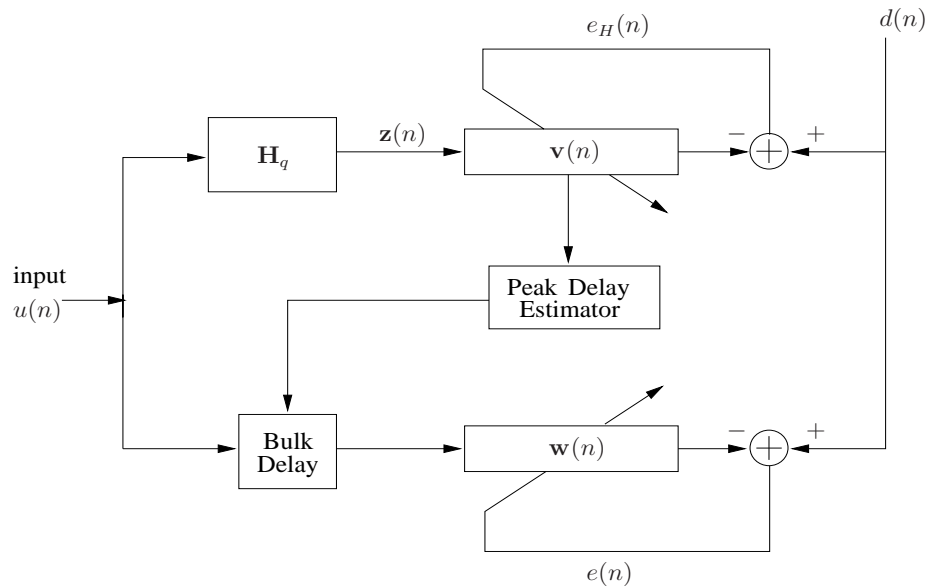 e_H(n)
d(n)
H_q
z(n)
v(n)
−
+
+
input
u(n)
Peak Delay
Estimator
Bulk
Delay
w(n)
−
+
+
e(n)